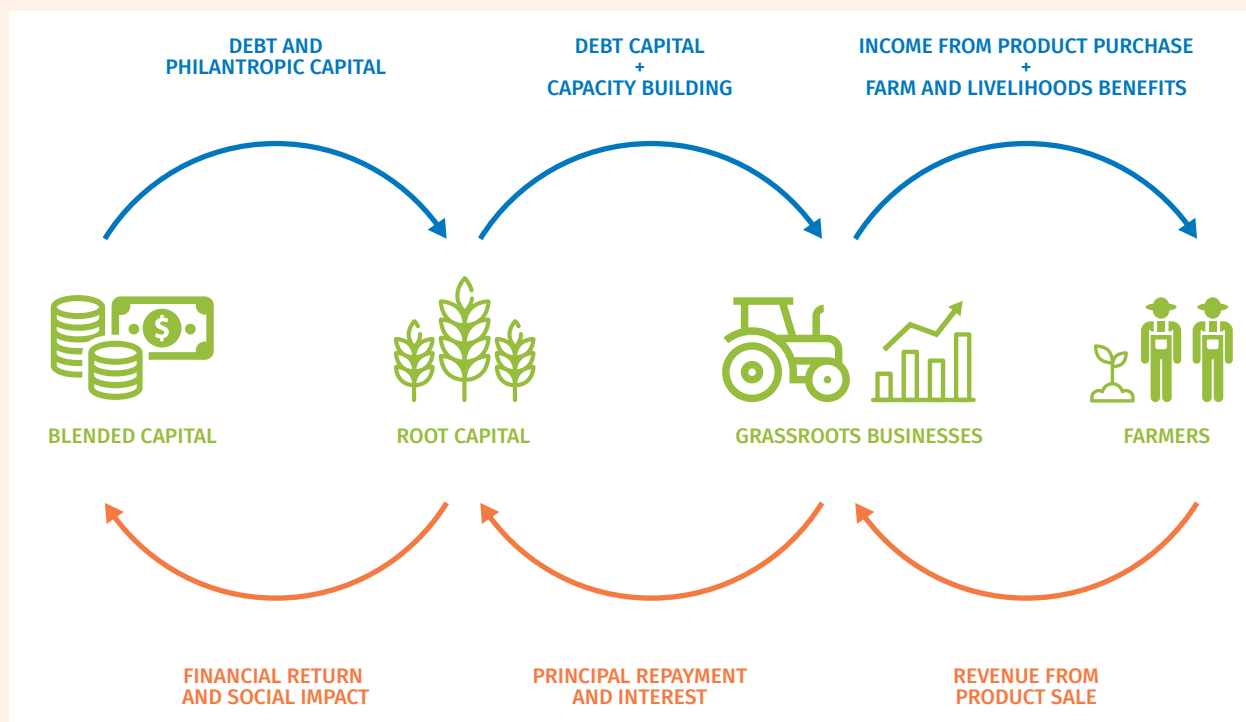 DEBT AND
PHILANTROPIC CAPITAL
DEBT CAPITAL
+
CAPACITY BUILDING
INCOME FROM PRODUCT PURCHASE
+
FARM AND LIVELIHOODS BENEFITS
$
BLENDED CAPITAL
ROOT CAPITAL
GRASSROOTS BUSINESSES
FARMERS
FINANCIAL RETURN
AND SOCIAL IMPACT
PRINCIPAL REPAYMENT
AND INTEREST
REVENUE FROM
PRODUCT SALE